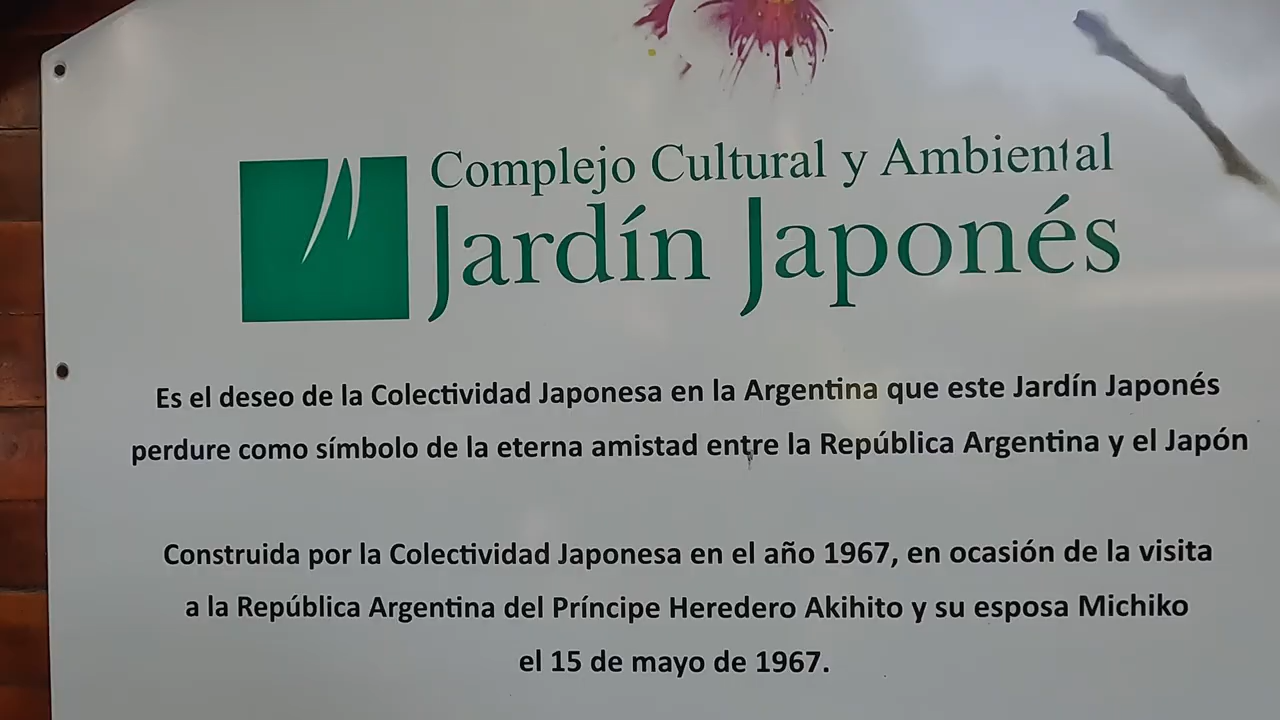 Complejo Cultural y Ambiental
Jardín Japonés
Es el deseo de la Colectividad Japonesa en la Argentina que este Jardín Japonés
perdure como símbolo de la eterna amistad entre la República Argentina y el Japón
Construida por la Colectividad Japonesa en el año 1967, en ocasión de la visita
a la República Argentina del Príncipe Heredero Akihito y su esposa Michiko
el 15 de mayo de 1967.